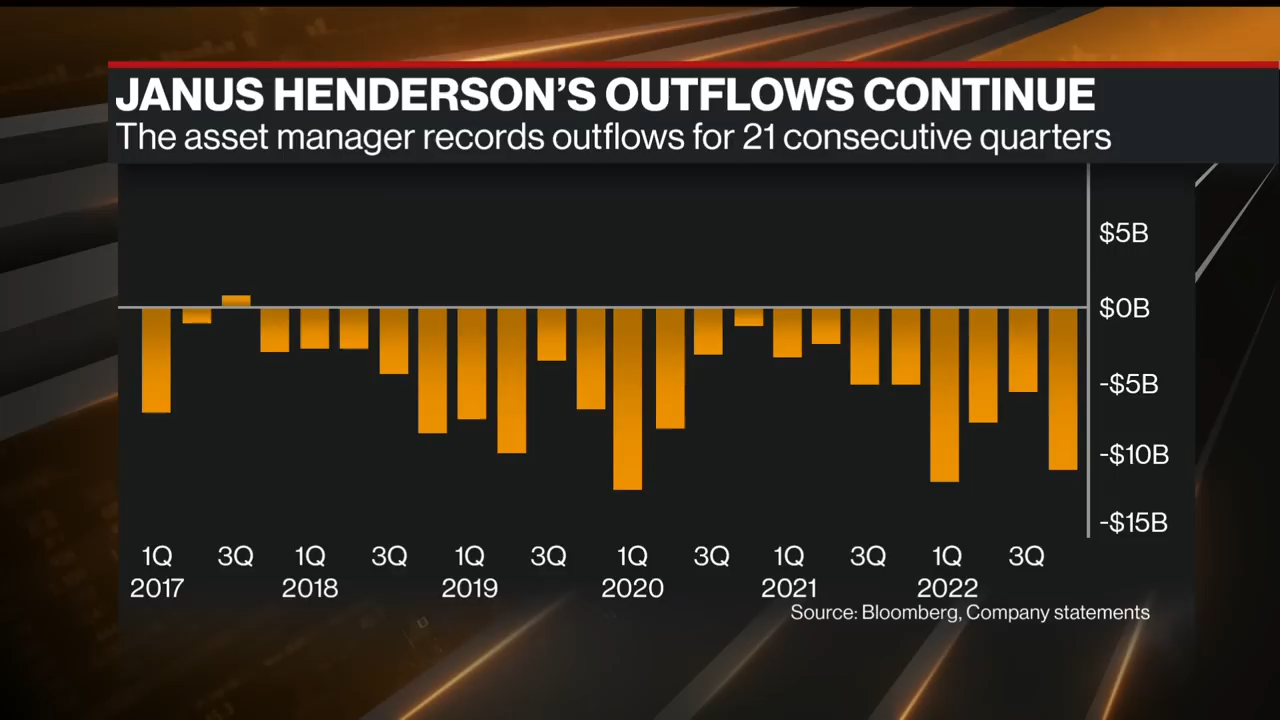 JANUS HENDERSON'S OUTFLOWS CONTINUE
The asset manager records outflows for 21 consecutive quarters
$5B
$0B
-$5B
-$10B
-$15B
1Q 3Q 1Q 3Q 1Q 3Q 1Q 3Q 1Q 3Q 1Q 3Q
2017 2018 2019 2020 2021 2022
Source: Bloomberg, Company statements